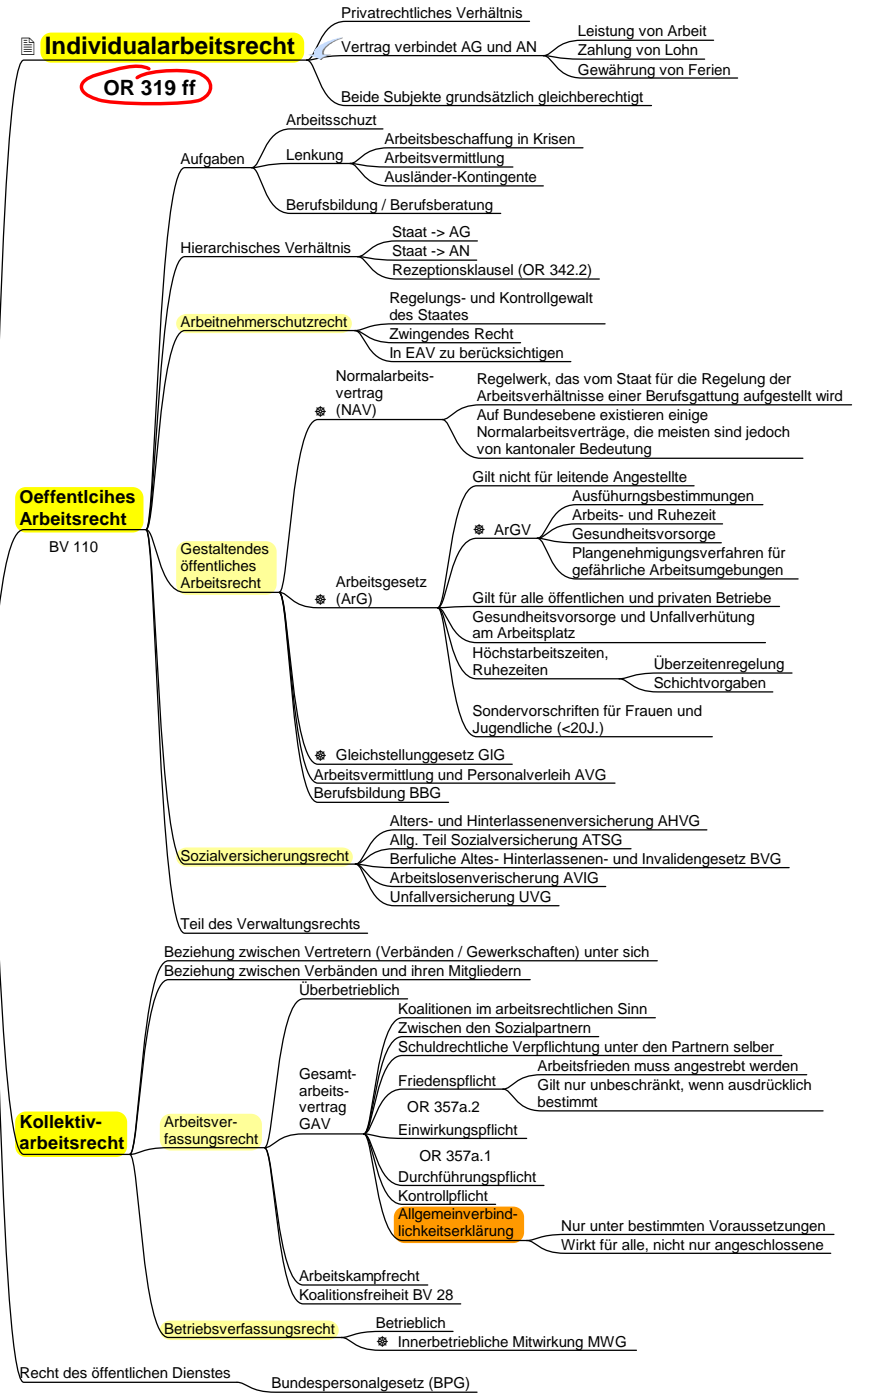 Individualarbeitsrecht
OR 319 ff
Privatrechtliches Verhältnis
Vertrag verbindet AG und AN
Leistung von Arbeit
Zahlung von Lohn
Gewährung von Ferien
Beide Subjekte grundsätzlich gleichberechtigt
Oeffentlcihes
Arbeitsrecht
BV 110
Aufgaben
Arbeitsschuzt
Lenkung
Arbeitsbeschaffung in Krisen
Arbeitsvermittlung
Ausländer-Kontingente
Berufsbildung / Berufsberatung
Hierarchisches Verhältnis
Staat -> AG
Staat -> AN
Rezeptionsklausel (OR 342.2)
Arbeitnehmerschutzrecht
Regelungs- und Kontrollgewalt
des Staates
Zwingendes Recht
In EAV zu berücksichtigen
Gestaltendes
öffentliches
Arbeitsrecht
Normalarbeits-
vertrag
(NAV)
Regelwerk, das vom Staat für die Regelung der
Arbeitsverhältnisse einer Berufsgattung aufgestellt wird
Auf Bundesebene existieren einige
Normalarbeitsverträge, die meisten sind jedoch
von kantonaler Bedeutung
Arbeitsgesetz
(ArG)
Gilt nicht für leitende Angestellte
ArGV
Ausfühurngsbestimmungen
Arbeits- und Ruhezeit
Gesundheitsvorsorge
Plangenehmigungsverfahren für
gefährliche Arbeitsumgebungen
Gilt für alle öffentlichen und privaten Betriebe
Gesundheitsvorsorge und Unfallverhütung
am Arbeitsplatz
Höchstarbeitszeiten,
Ruhezeiten
Überzeitenregelung
Schichtvorgaben
Sondervorschriften für Frauen und
Jugendliche (<20J.)
Gleichstellunggesetz GlG
Arbeitsvermittlung und Personalverleih AVG
Berufsbildung BBG
Sozialversicherungsrecht
Alters- und Hinterlassenenversicherung AHVG
Allg. Teil Sozialversicherung ATSG
Berfuliche Altes- Hinterlassenen- und Invalidengesetz BVG
Arbeitslosenverischerung AVIG
Unfallversicherung UVG
Teil des Verwaltungsrechts
Kollektiv-
arbeitsrecht
Beziehung zwischen Vertretern (Verbänden / Gewerkschaften) unter sich
Beziehung zwischen Verbänden und ihren Mitgliedern
Arbeitsver-
fassungsrecht
Überbetrieblich
Gesamt-
arbeits-
vertrag
GAV
Koalitionen im arbeitsrechtlichen Sinn
Zwischen den Sozialpartnern
Schuldrechtliche Verpflichtung unter den Partnern selber
Friedenspflicht
OR 357a.2
Arbeitsfrieden muss angestrebt werden
Gilt nur unbeschränkt, wenn ausdrücklich
bestimmt
Einwirkungspflicht
OR 357a.1
Durchführungspflicht
Kontrollpflicht
Allgemeinverbind-
lichkeitserklärung
Nur unter bestimmten Voraussetzungen
Wirkt für alle, nicht nur angeschlossene
Arbeitskampfrecht
Koalitionsfreiheit BV 28
Betriebsverfassungsrecht
Betrieblich
Innerbetriebliche Mitwirkung MWG
Recht des öffentlichen Dienstes
Bundespersonalgesetz (BPG)